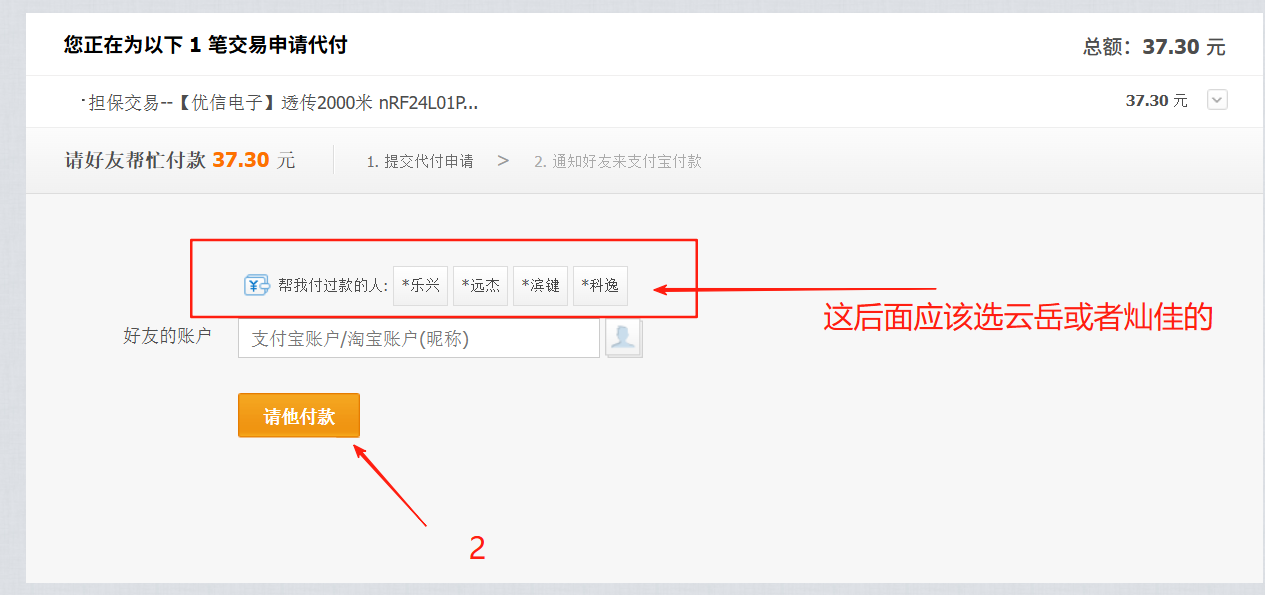 您正在为以下 1 笔交易申请代付
总额：37.30 元
·担保交易--【优信电子】透传2000米 nRF24L01P...
37.30 元
请好友帮忙付款 37.30 元
1. 提交代付申请 > 2. 通知好友来支付宝付款
帮我付过款的人: *乐兴 *远杰 *滨键 *科逸
这后面应该选云岳或者灿佳的
好友的账户 支付宝账户/淘宝账户(昵称)
请他付款
2